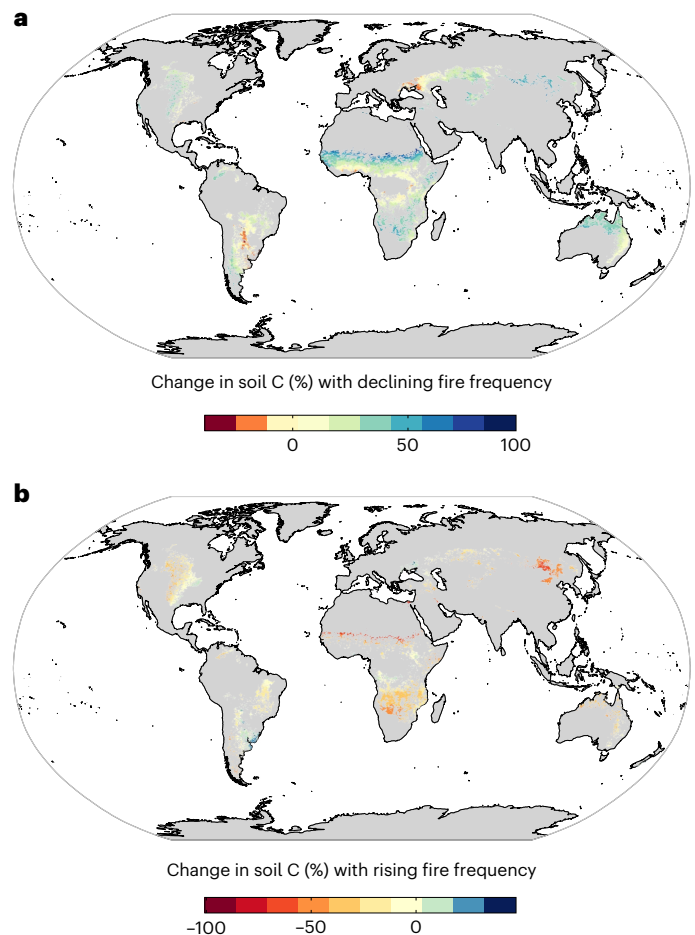 a
Change in soil C (%) with declining fire frequency
0 50 100
b
Change in soil C (%) with rising fire frequency
−100 −50 0